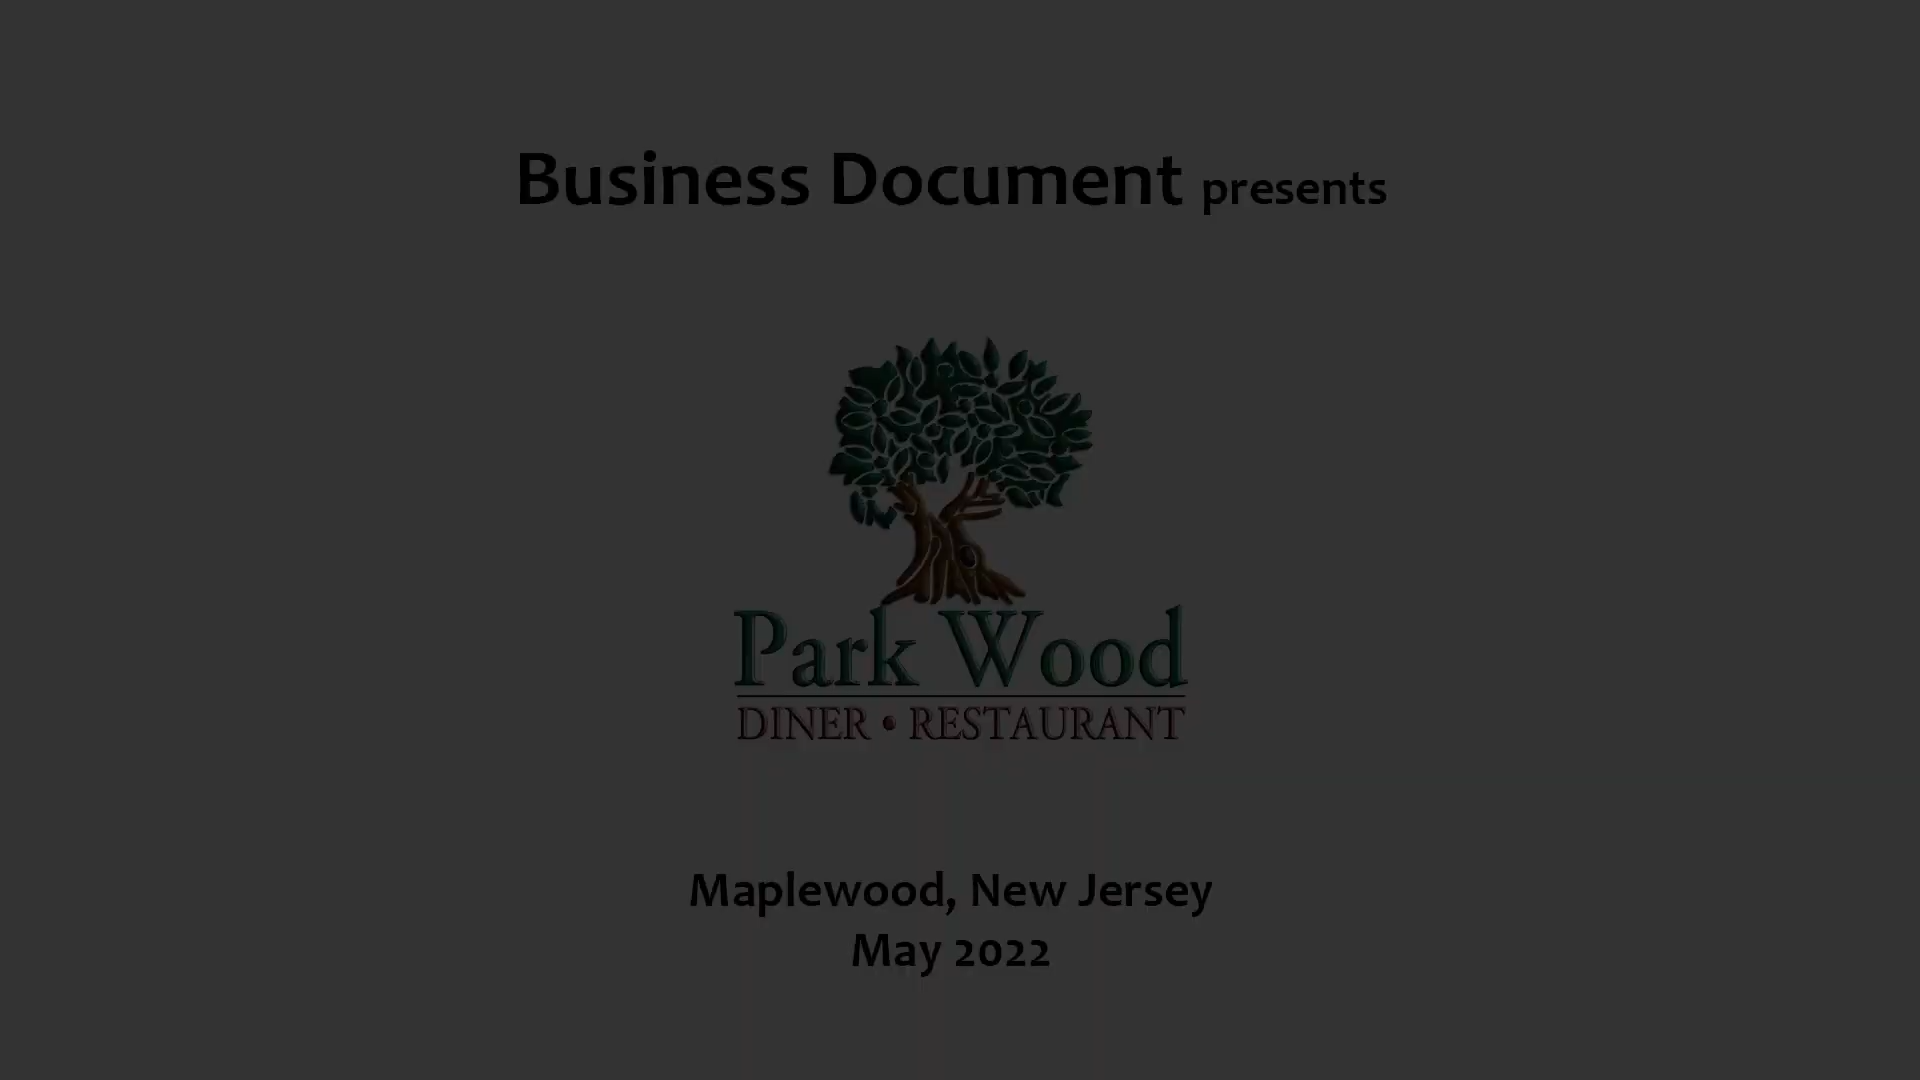 Business Document presents
Park Wood
DINER • RESTAURANT
Maplewood, New Jersey
May 2022